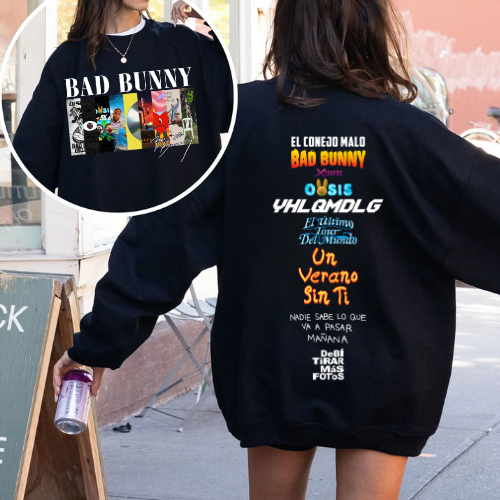 BAD BUNNY
EL CONEJO MALO
BAD BUNNY
OASIS
YHLQMDLG
El Último
Tour
Del Mundo
Un
Verano
Sin Ti
NADIE SABE LO QUE
VA A PASAR
MAÑANA
DeBÍ
TiRAR
MáS
FOToS
CK
E